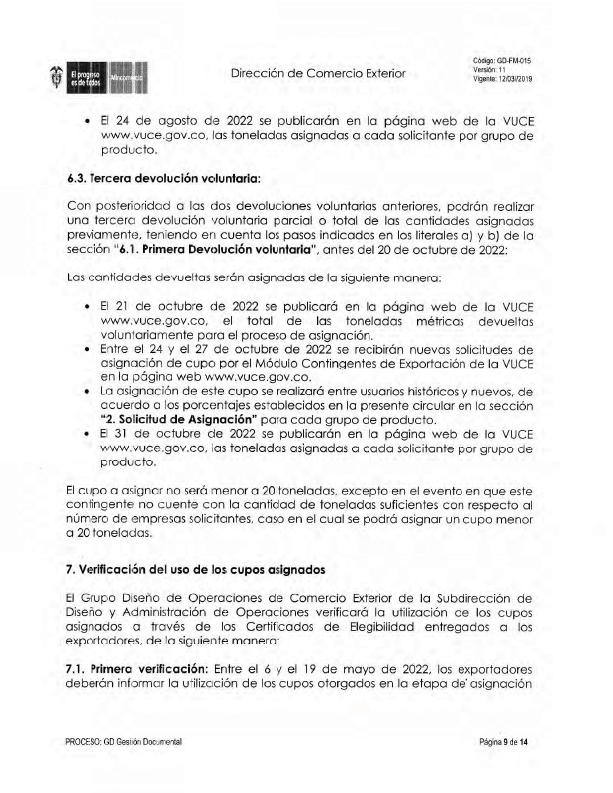 El progreso
es de todos
Mincomercio
Dirección de Comercio Exterior
Código: GD-FM-015
Versión: 11
Vigente: 12/03//2019
• El 24 de agosto de 2022 se publicarán en la página web de la VUCE
www.vuce.gov.co, las toneladas asignadas a cada solicitante por grupo de
producto.
6.3. Tercera devolución voluntaria:
Con posterioridad a las dos devoluciones voluntarias anteriores, podrán realizar
una tercera devolución voluntaria parcial o total de las cantidades asignadas
previamente, teniendo en cuenta los pasos indicados en los literales a) y b) de la
sección "6.1. Primera Devolución voluntaria", antes del 20 de octubre de 2022:
Las cantidades devueltas serán asignadas de la siguiente manera:
• El 21 de octubre de 2022 se publicará en la página web de la VUCE
www.vuce.gov.co, el total de las toneladas métricas devueltas
voluntariamente para el proceso de asignación.
• Entre el 24 y el 27 de octubre de 2022 se recibirán nuevas solicitudes de
asignación de cupo por el Módulo Contingentes de Exportación de la VUCE
en la página web www.vuce.gov.co.
• La asignación de este cupo se realizará entre usuarios históricos y nuevos, de
acuerdo a los porcentajes establecidos en la presente circular en la sección
"2. Solicitud de Asignación" para cada grupo de producto.
• El 31 de octubre de 2022 se publicarán en la página web de la VUCE
www.vuce.gov.co, las toneladas asignadas a cada solicitante por grupo de
producto.
El cupo a asignar no será menor a 20 toneladas, excepto en el evento en que este
contingente no cuente con la cantidad de toneladas suficientes con respecto al
número de empresas solicitantes, caso en el cual se podrá asignar un cupo menor
a 20 toneladas.
7. Verificación del uso de los cupos asignados
El Grupo Diseño de Operaciones de Comercio Exterior de la Subdirección de
Diseño y Administración de Operaciones verificará la utilización de los cupos
asignados a través de los Certificados de Elegibilidad entregados a los
exportadores, de la siguiente manera:
7.1. Primera verificación: Entre el 6 y el 19 de mayo de 2022, los exportadores
deberán informar la utilización de los cupos otorgados en la etapa de asignación
PROCESO: GD Gestión Documental
Página 9 de 14